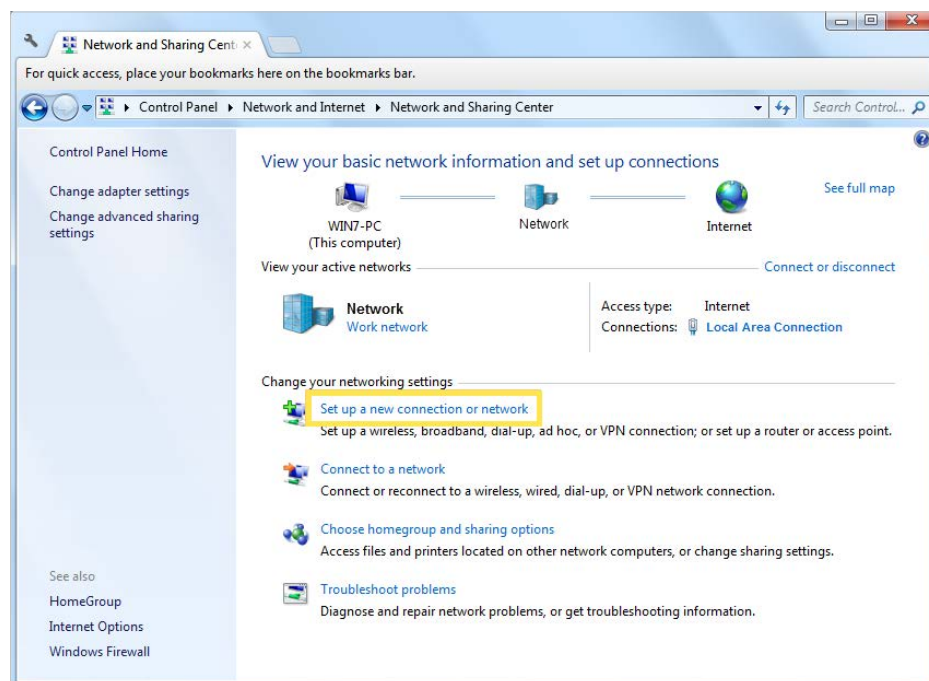 Network and Sharing Cent
For quick access, place your bookmarks here on the bookmarks bar.
Control Panel Network and Internet Network and Sharing Center
Search Control...
Control Panel Home
Change adapter settings
Change advanced sharing
settings
View your basic network information and set up connections
See full map
WIN7-PC
(This computer)
Network
Internet
View your active networks
Connect or disconnect
Network
Work network
Access type: Internet
Connections: Local Area Connection
Change your networking settings
Set up a new connection or network
Set up a wireless, broadband, dial-up, ad hoc, or VPN connection; or set up a router or access point.
Connect to a network
Connect or reconnect to a wireless, wired, dial-up, or VPN network connection.
Choose homegroup and sharing options
Access files and printers located on other network computers, or change sharing settings.
Troubleshoot problems
Diagnose and repair network problems, or get troubleshooting information.
See also
HomeGroup
Internet Options
Windows Firewall